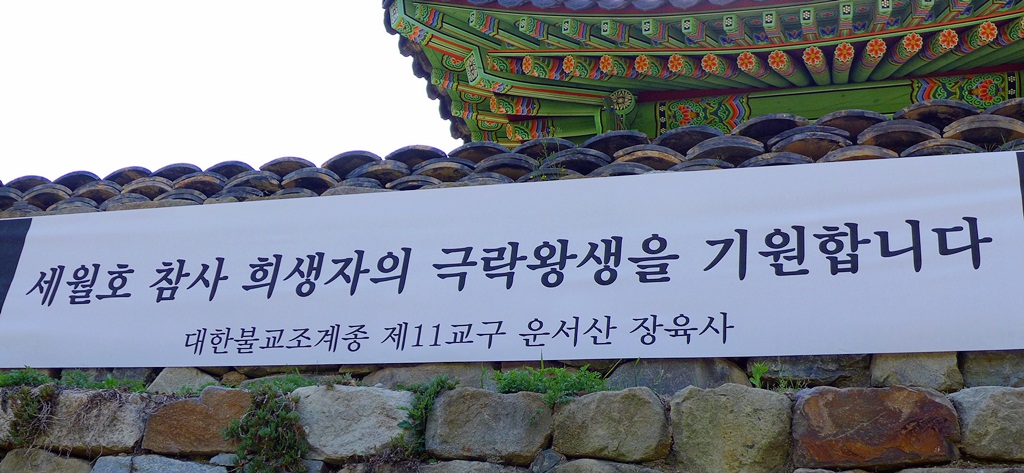 세월호 참사 희생자의 극락왕생을 기원합니다
대한불교조계종 제11교구 운서산 장육사